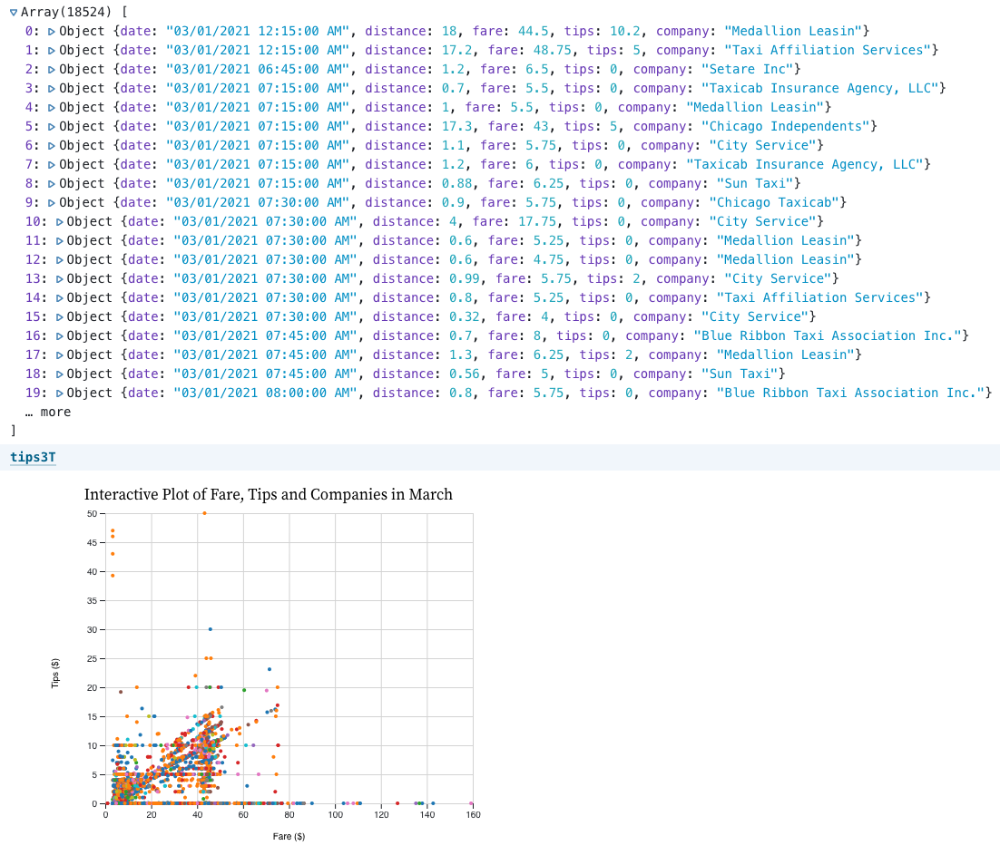 ▽Array(18524) [
0: ▷Object {date: "03/01/2021 12:15:00 AM", distance: 18, fare: 44.5, tips: 10.2, company: "Medallion Leasin"}
1: ▷Object {date: "03/01/2021 12:15:00 AM", distance: 17.2, fare: 48.75, tips: 5, company: "Taxi Affiliation Services"}
2: ▷Object {date: "03/01/2021 06:45:00 AM", distance: 1.2, fare: 6.5, tips: 0, company: "Setare Inc"}
3: ▷Object {date: "03/01/2021 07:15:00 AM", distance: 0.7, fare: 5.5, tips: 0, company: "Taxicab Insurance Agency, LLC"}
4: ▷Object {date: "03/01/2021 07:15:00 AM", distance: 1, fare: 5.5, tips: 0, company: "Medallion Leasin"}
5: ▷Object {date: "03/01/2021 07:15:00 AM", distance: 17.3, fare: 43, tips: 5, company: "Chicago Independents"}
6: ▷Object {date: "03/01/2021 07:15:00 AM", distance: 1.1, fare: 5.75, tips: 0, company: "City Service"}
7: ▷Object {date: "03/01/2021 07:15:00 AM", distance: 1.2, fare: 6, tips: 0, company: "Taxicab Insurance Agency, LLC"}
8: ▷Object {date: "03/01/2021 07:15:00 AM", distance: 0.88, fare: 6.25, tips: 0, company: "Sun Taxi"}
9: ▷Object {date: "03/01/2021 07:30:00 AM", distance: 0.9, fare: 5.75, tips: 0, company: "Chicago Taxicab"}
10: ▷Object {date: "03/01/2021 07:30:00 AM", distance: 4, fare: 17.75, tips: 0, company: "City Service"}
11: ▷Object {date: "03/01/2021 07:30:00 AM", distance: 0.6, fare: 5.25, tips: 0, company: "Medallion Leasin"}
12: ▷Object {date: "03/01/2021 07:30:00 AM", distance: 0.6, fare: 4.75, tips: 0, company: "Medallion Leasin"}
13: ▷Object {date: "03/01/2021 07:30:00 AM", distance: 0.99, fare: 5.75, tips: 2, company: "City Service"}
14: ▷Object {date: "03/01/2021 07:30:00 AM", distance: 0.8, fare: 5.25, tips: 0, company: "Taxi Affiliation Services"}
15: ▷Object {date: "03/01/2021 07:30:00 AM", distance: 0.32, fare: 4, tips: 0, company: "City Service"}
16: ▷Object {date: "03/01/2021 07:45:00 AM", distance: 0.7, fare: 8, tips: 0, company: "Blue Ribbon Taxi Association Inc."}
17: ▷Object {date: "03/01/2021 07:45:00 AM", distance: 1.3, fare: 6.25, tips: 2, company: "Medallion Leasin"}
18: ▷Object {date: "03/01/2021 07:45:00 AM", distance: 0.56, fare: 5, tips: 0, company: "Sun Taxi"}
19: ▷Object {date: "03/01/2021 08:00:00 AM", distance: 0.8, fare: 5.75, tips: 0, company: "Blue Ribbon Taxi Association Inc."}
… more
]
tips3T
Interactive Plot of Fare, Tips and Companies in March
50
45
40
35
30
25
20
15
10
5
0
Tips ($)
0 20 40 60 80 100 120 140 160
Fare ($)